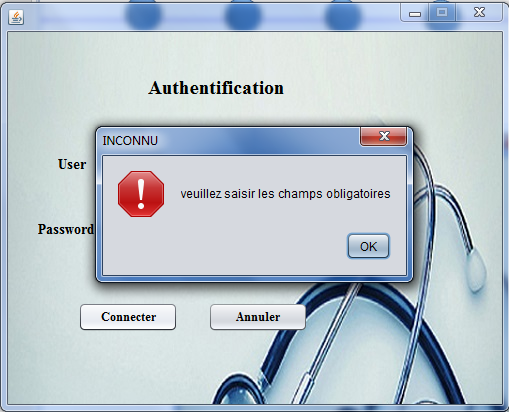 Authentification
INCONNU
User
veuillez saisir les champs obligatoires
Password
OK
Connecter
Annuler